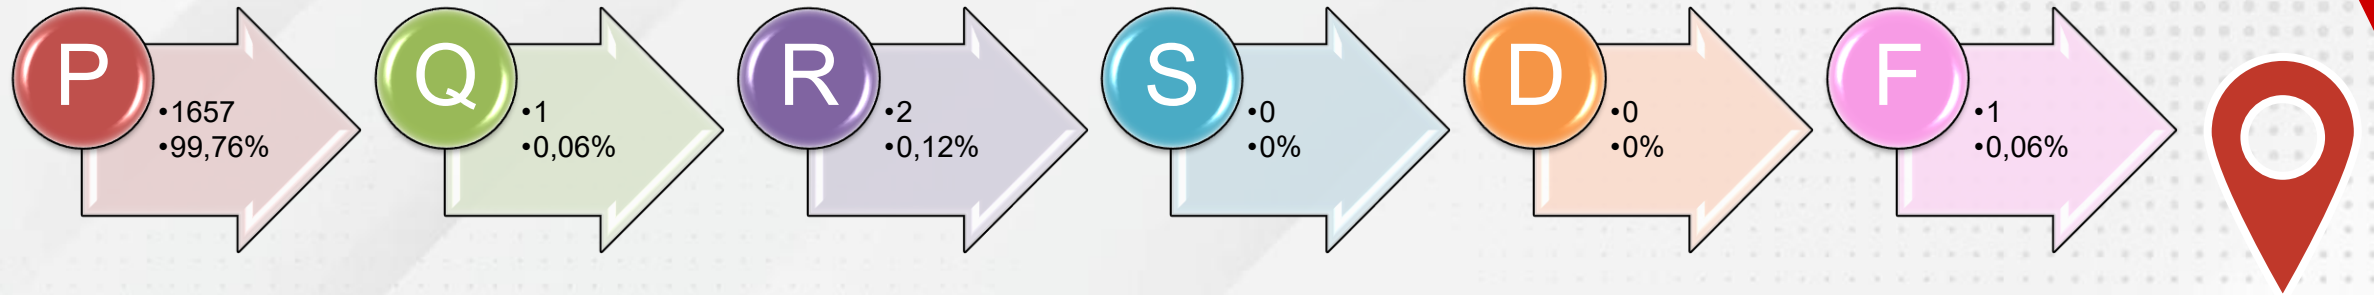 P
•1657
•99,76%
Q
•1
•0,06%
R
•2
•0,12%
S
•0
•0%
D
•0
•0%
F
•1
•0,06%